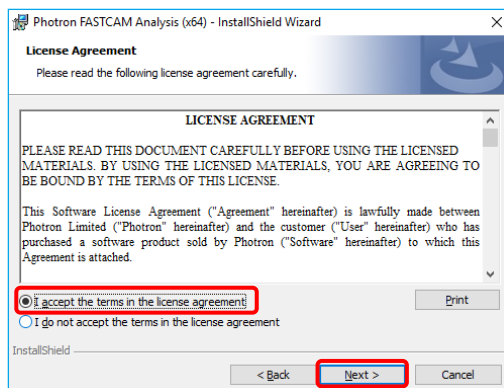 Photron FASTCAM Analysis (x64) - InstallShield Wizard
License Agreement
Please read the following license agreement carefully.
LICENSE AGREEMENT
PLEASE READ THIS DOCUMENT CAREFULLY BEFORE USING THE LICENSED
MATERIALS. BY USING THE LICENSED MATERIALS, YOU ARE AGREEING TO
BE BOUND BY THE TERMS OF THIS LICENSE.
This Software License Agreement ("Agreement" hereinafter) is lawfully made between
Photron Limited ("Photron" hereinafter) and the customer ("User" hereinafter) who has
purchased a software product sold by Photron ("Software" hereinafter) to which this
Agreement is attached.
I accept the terms in the license agreement
Print
I do not accept the terms in the license agreement
InstallShield
< Back
Next >
Cancel